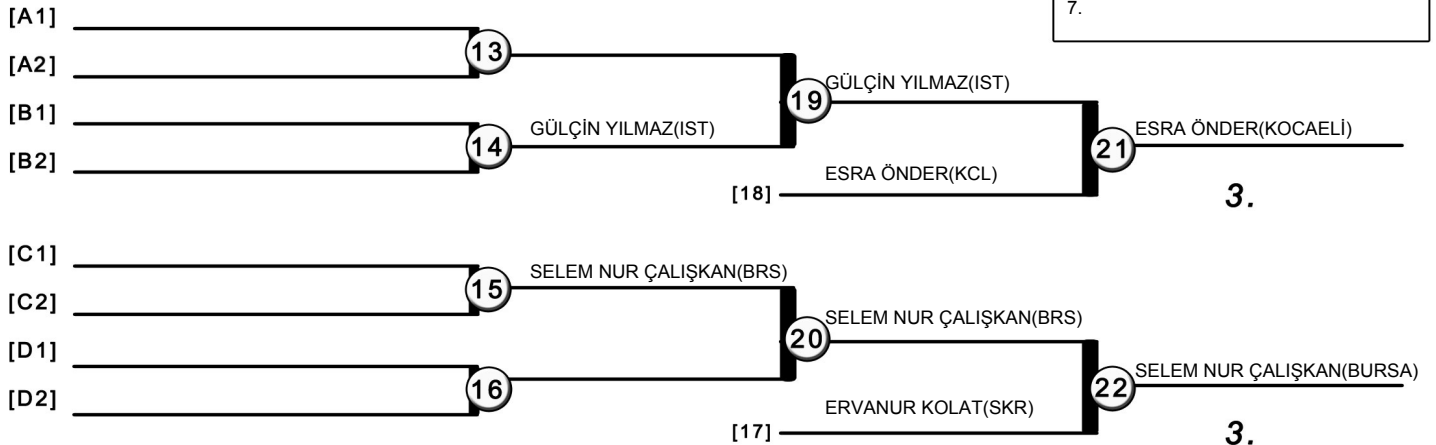 7.
[A1]
[A2]
[B1]
[B2]
13
14
GÜLÇİN YILMAZ(IST)
19
GÜLÇİN YILMAZ(IST)
[18]
ESRA ÖNDER(KCL)
21
ESRA ÖNDER(KOCAELİ)
3.
[C1]
[C2]
[D1]
[D2]
15
SELEM NUR ÇALIŞKAN(BRS)
16
20
SELEM NUR ÇALIŞKAN(BRS)
[17]
ERVANUR KOLAT(SKR)
22
SELEM NUR ÇALIŞKAN(BURSA)
3.